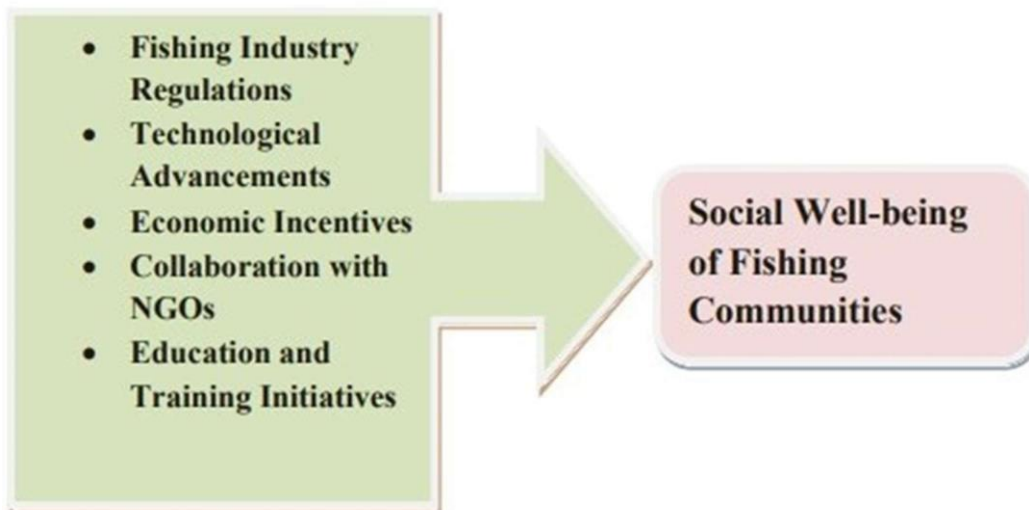 • Fishing Industry
Regulations
• Technological
Advancements
• Economic Incentives
• Collaboration with
NGOs
• Education and
Training Initiatives
Social Well-being
of Fishing
Communities